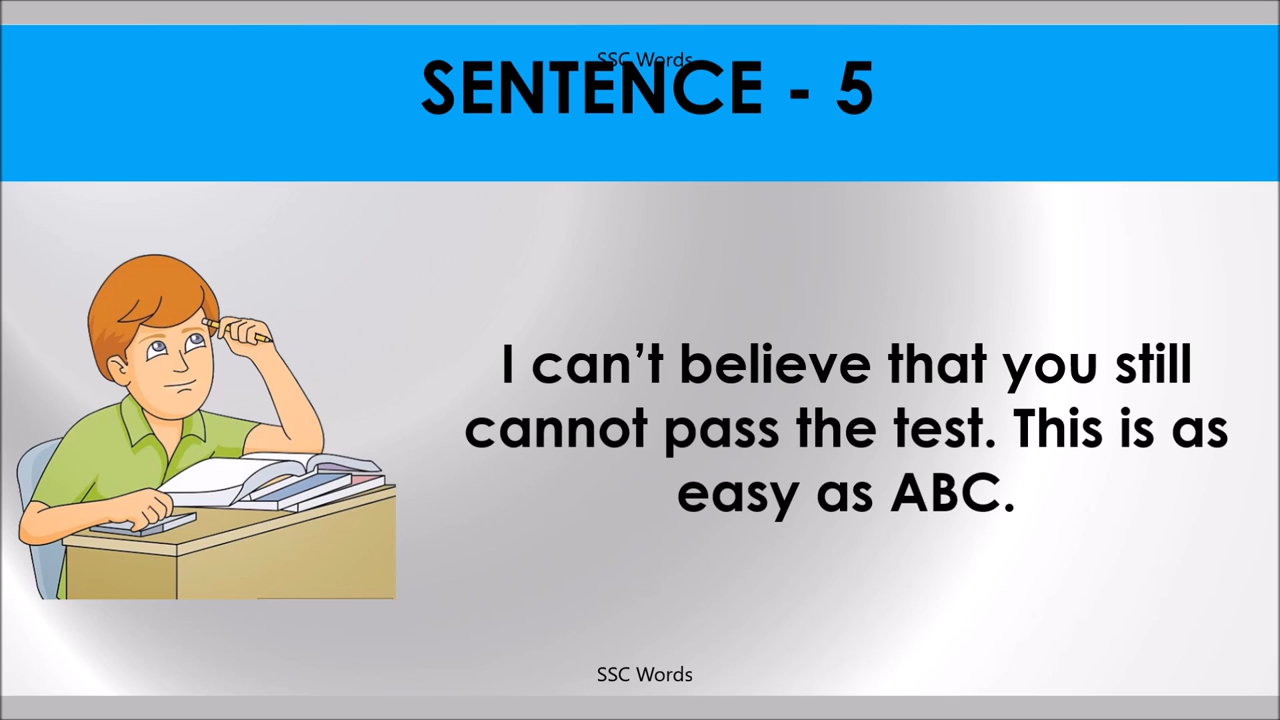 SSC Words
SENTENCE - 5
I can’t believe that you still
cannot pass the test. This is as
easy as ABC.
SSC Words